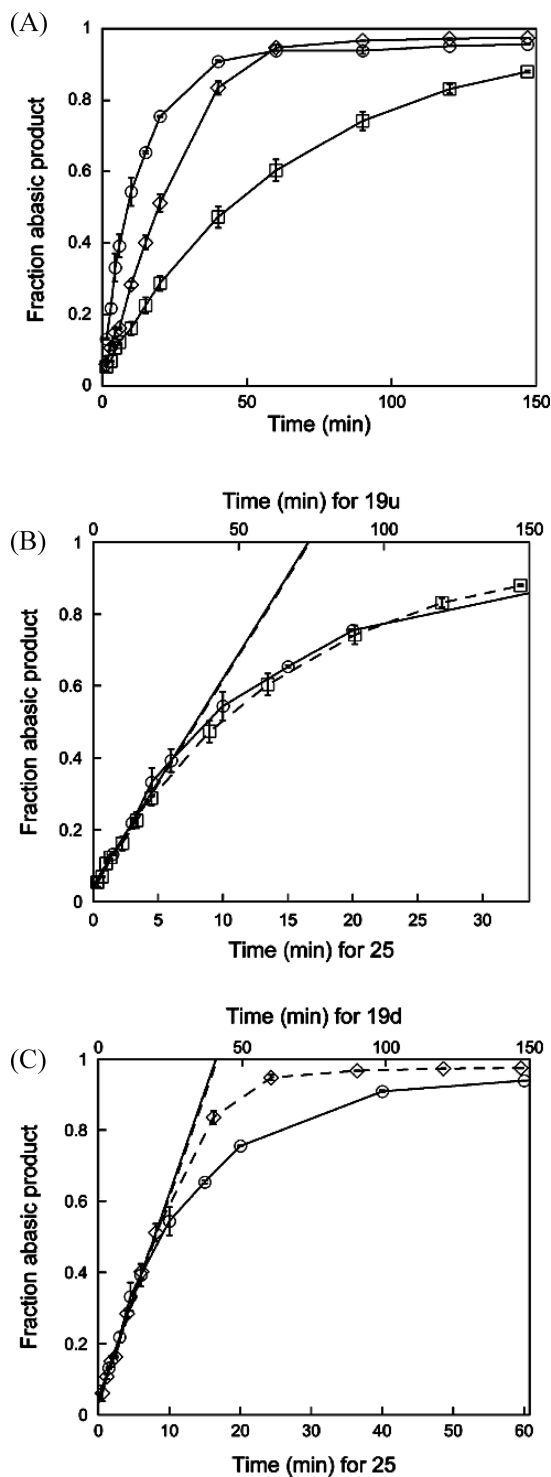 (A)
1
0.8
0.6
0.4
0.2
0
Fraction abasic product
0 50 100 150
Time (min)
(B)
Time (min) for 19u
0 50 100 150
1
0.8
0.6
0.4
0.2
0
Fraction abasic product
0 5 10 15 20 25 30
Time (min) for 25
(C)
Time (min) for 19d
0 50 100 150
1
0.8
0.6
0.4
0.2
0
Fraction abasic product
0 10 20 30 40 50 60
Time (min) for 25